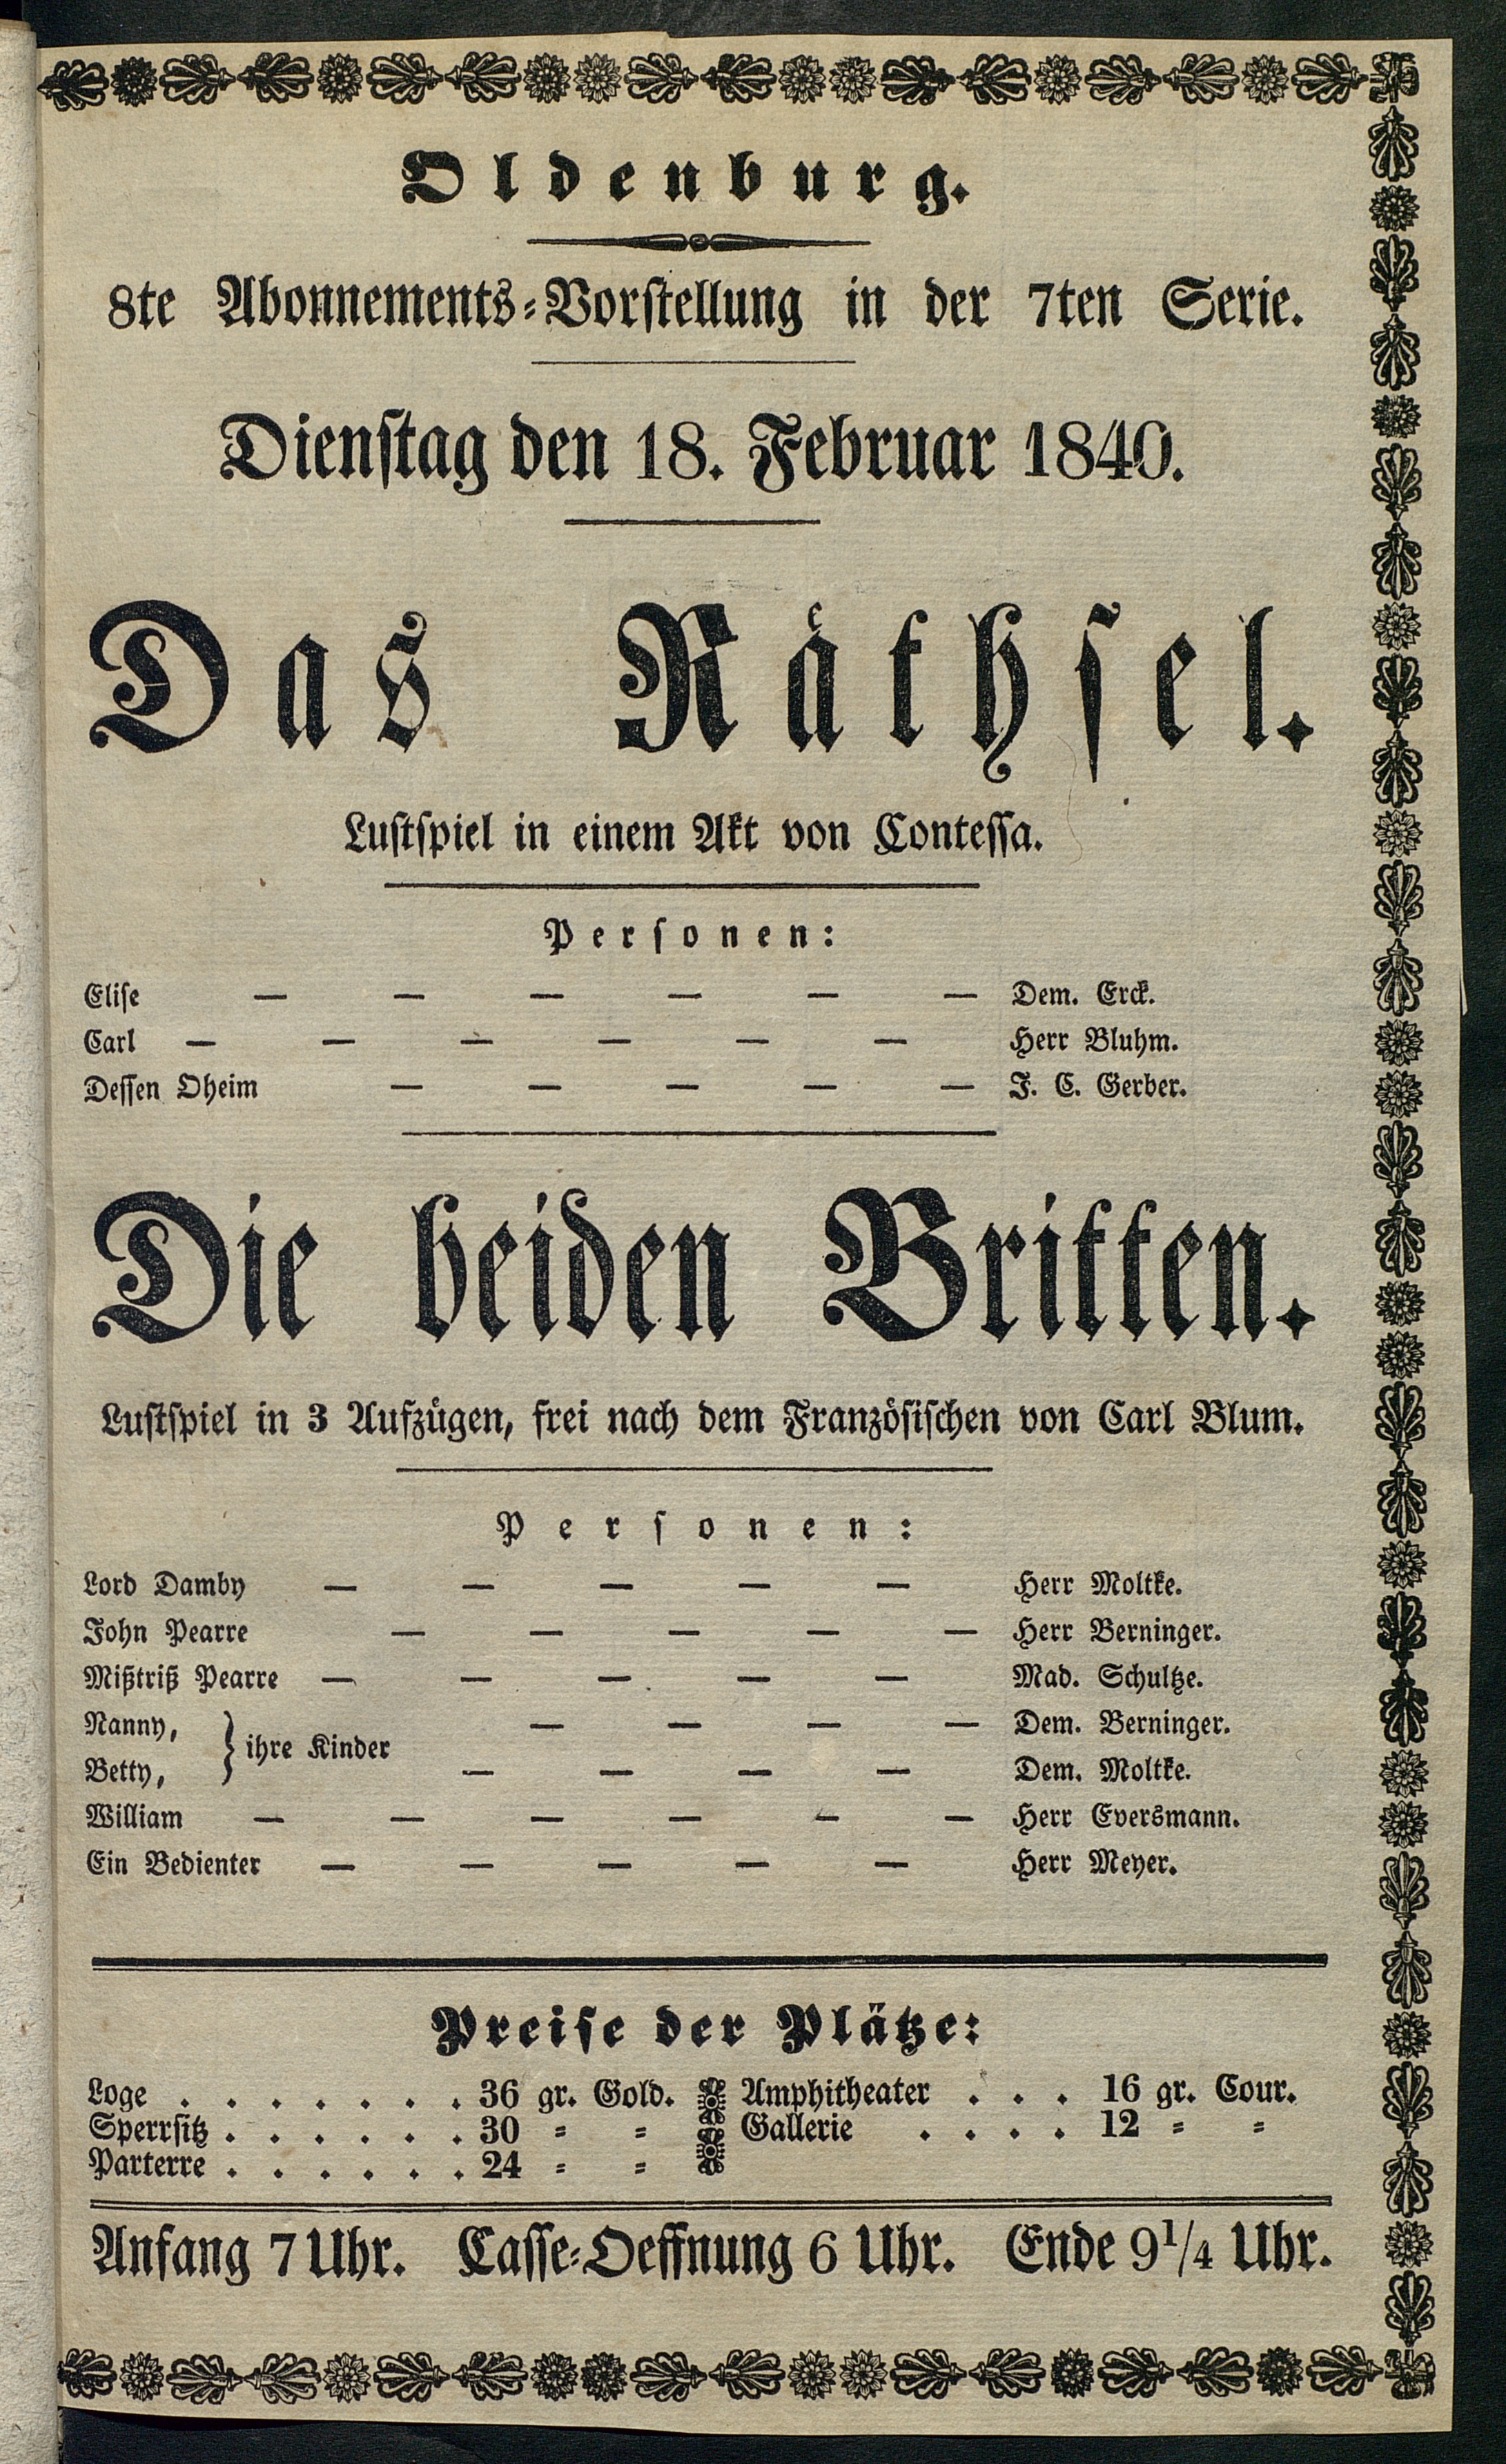 Oldenburg.
8te Abonnements-Vorstellung in der 7ten Serie.
Dienstag den 18. Februar 1840.
Das Räthsel.
Lustspiel in einem Akt von Contessa.
Personen:
Elise — — — — — — Dem. Erck.
Carl — — — — — — Herr Bluhm.
Dessen Oheim — — — — — J. C. Gerber.
Die beiden Britten.
Lustspiel in 3 Aufzügen, frei nach dem Französischen von Carl Blum.
Personen:
Lord Damby — — — — — Herr Moltke.
John Pearre — — — — — Herr Berninger.
Mißtriß Pearre — — — — — Mad. Schultze.
Nanny, } ihre Kinder — — — — Dem. Berninger.
Betty, — — — — Dem. Moltke.
William — — — — — — Herr Eversmann.
Ein Bedienter — — — — — Herr Meyer.
Preise der Plätze:
Loge . . . . . . . 36 gr. Gold. Amphitheater . . . 16 gr. Cour.
Sperrsitz . . . . . . 30 = = Gallerie . . . . 12 = =
Parterre . . . . . . 24 = =
Anfang 7 Uhr. Casse-Oeffnung 6 Uhr. Ende 9 1/4 Uhr.